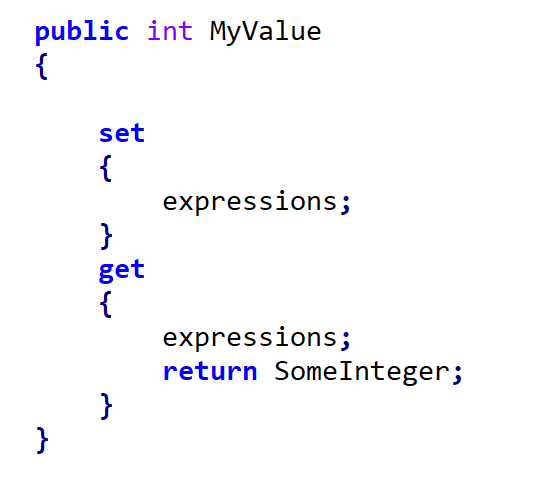 public int MyValue
{
set
{
expressions;
}
get
{
expressions;
return SomeInteger;
}
}